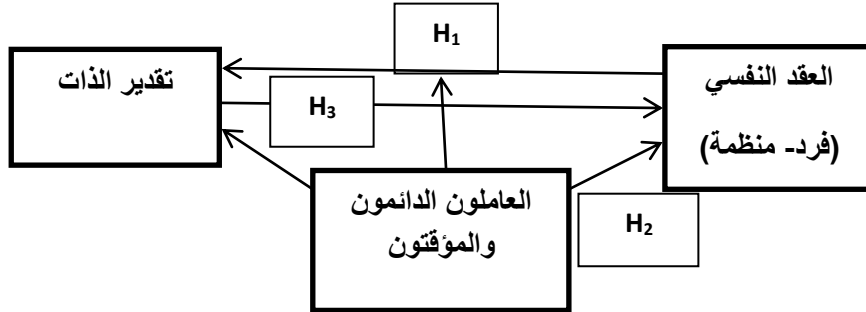 H₁
العقد النفسي
(فرد- منظمة)
تقدير الذات
H₃
العاملون الدائمون
والمؤقتون
H₂